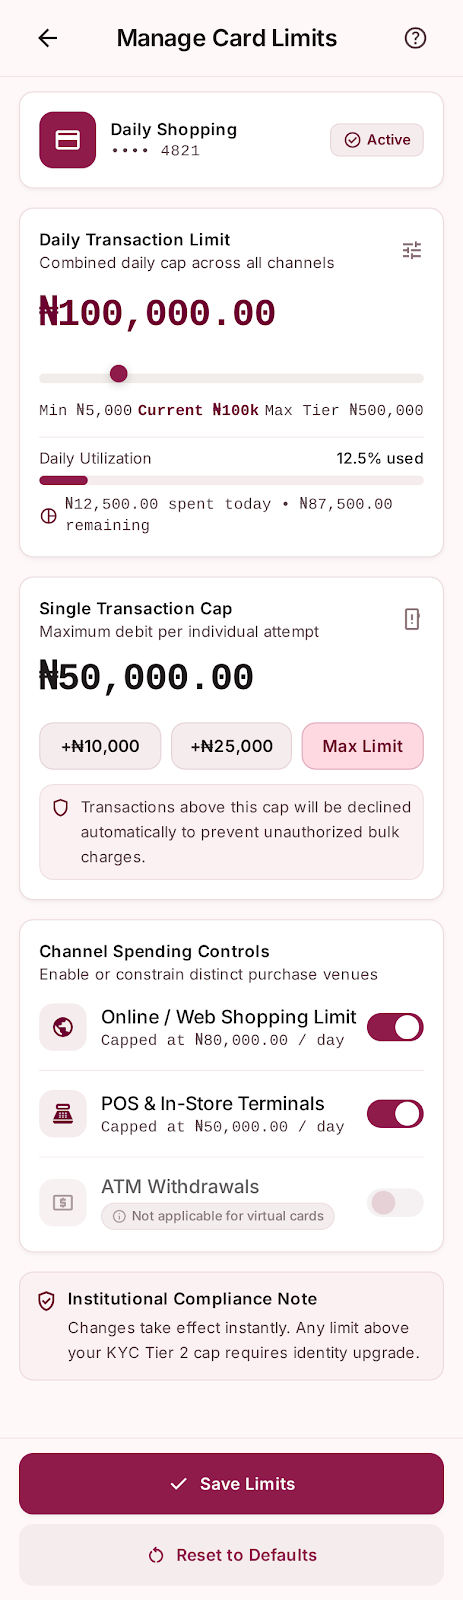 Manage Card Limits
Daily Shopping
•••• 4821
Active
Daily Transaction Limit
Combined daily cap across all channels
₦100,000.00
Min ₦5,000 Current ₦100k Max Tier ₦500,000
Daily Utilization 12.5% used
₦12,500.00 spent today • ₦87,500.00
remaining
Single Transaction Cap
Maximum debit per individual attempt
₦50,000.00
+₦10,000 +₦25,000 Max Limit
Transactions above this cap will be declined
automatically to prevent unauthorized bulk
charges.
Channel Spending Controls
Enable or constrain distinct purchase venues
Online / Web Shopping Limit
Capped at ₦80,000.00 / day
POS & In-Store Terminals
Capped at ₦50,000.00 / day
ATM Withdrawals
Not applicable for virtual cards
Institutional Compliance Note
Changes take effect instantly. Any limit above
your KYC Tier 2 cap requires identity upgrade.
Save Limits
Reset to Defaults